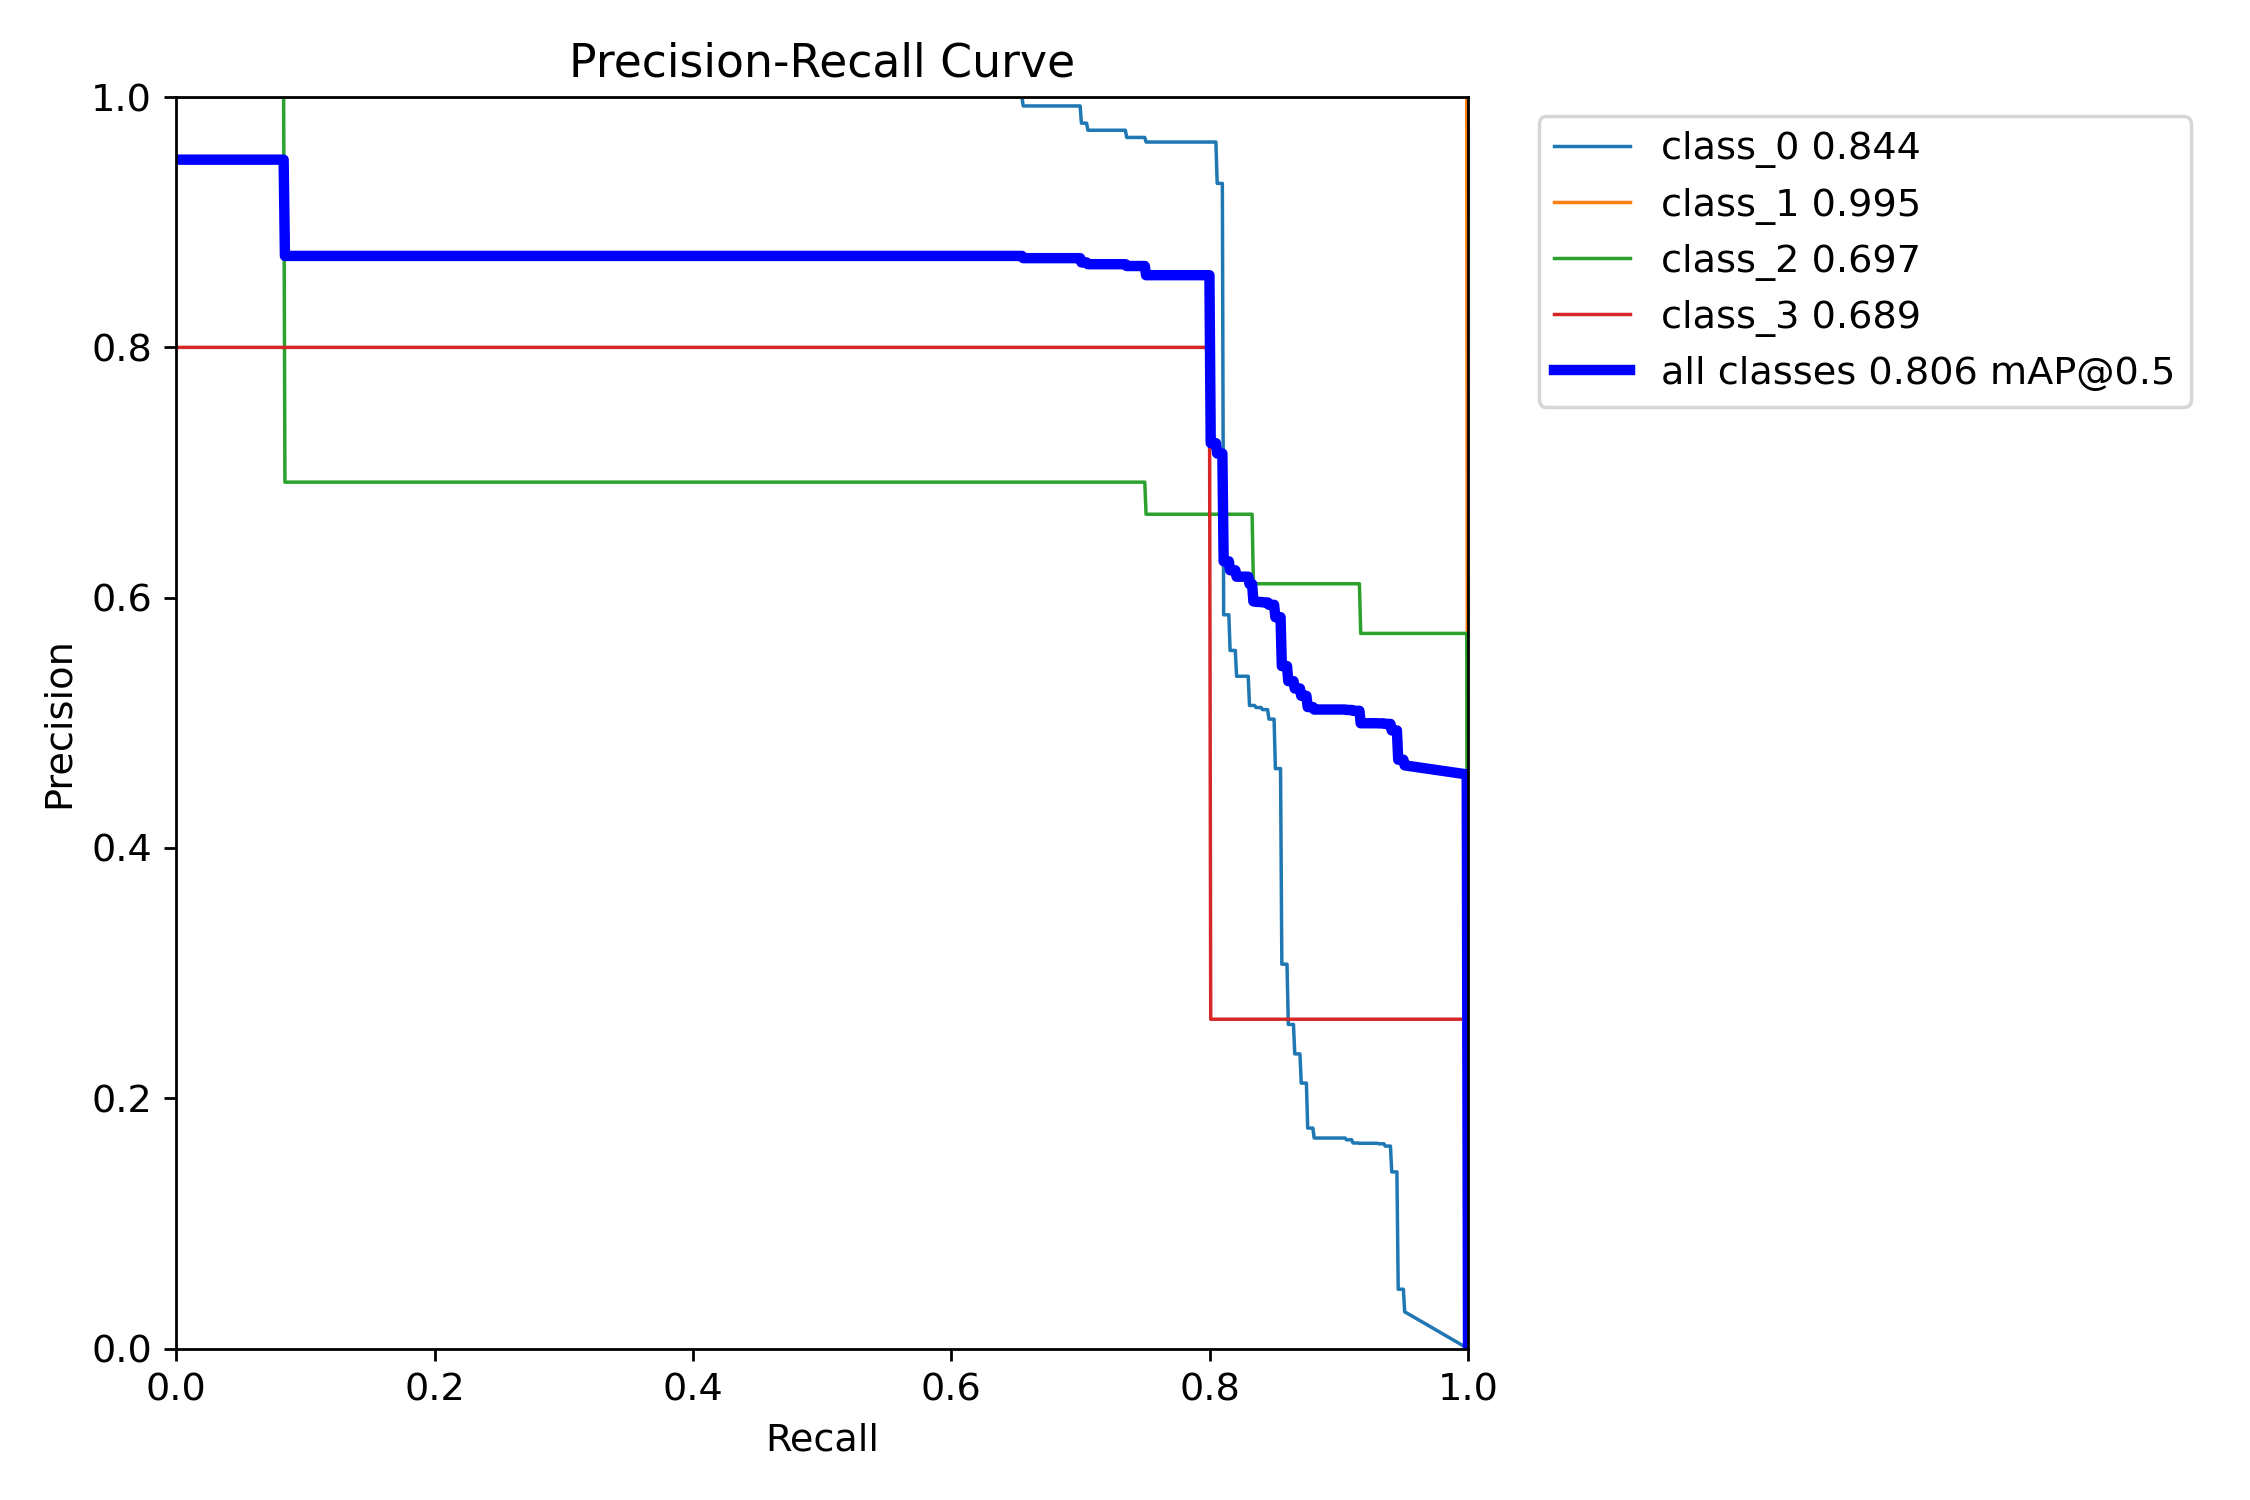 Precision-Recall Curve
1.0
0.8
0.6
0.4
0.2
0.0
Precision
0.0 0.2 0.4 0.6 0.8 1.0
Recall
class_0 0.844
class_1 0.995
class_2 0.697
class_3 0.689
all classes 0.806 mAP@0.5